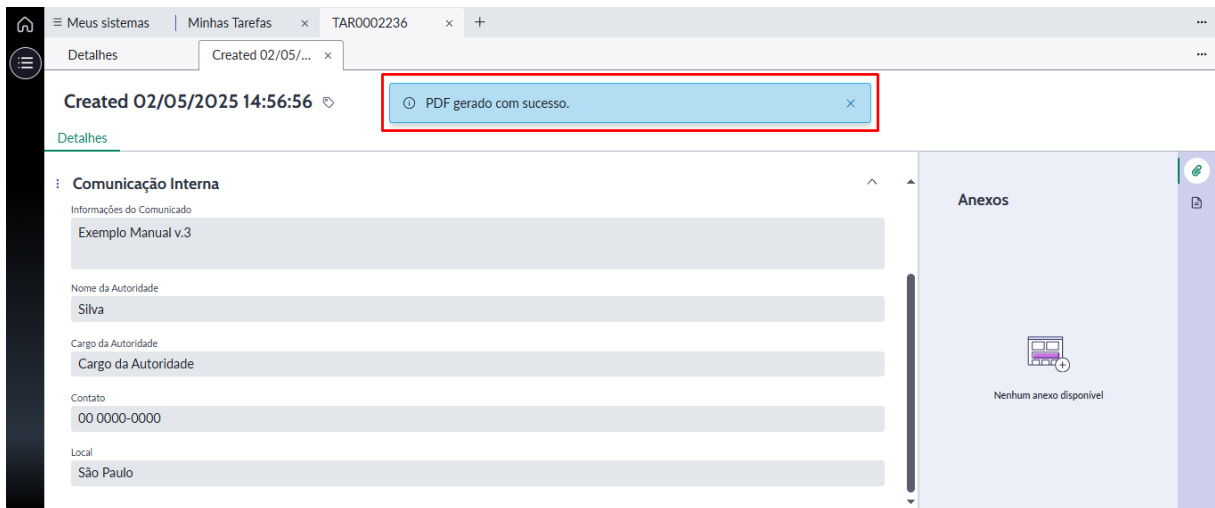 Meus sistemas
Minhas Tarefas
TAR0002236
Detalhes
Created 02/05/...
Created 02/05/2025 14:56:56
PDF gerado com sucesso.
Detalhes
Comunicação Interna
Informações do Comunicado
Exemplo Manual v.3
Nome da Autoridade
Silva
Cargo da Autoridade
Cargo da Autoridade
Contato
00 0000-0000
Local
São Paulo
Anexos
Nenhum anexo disponível